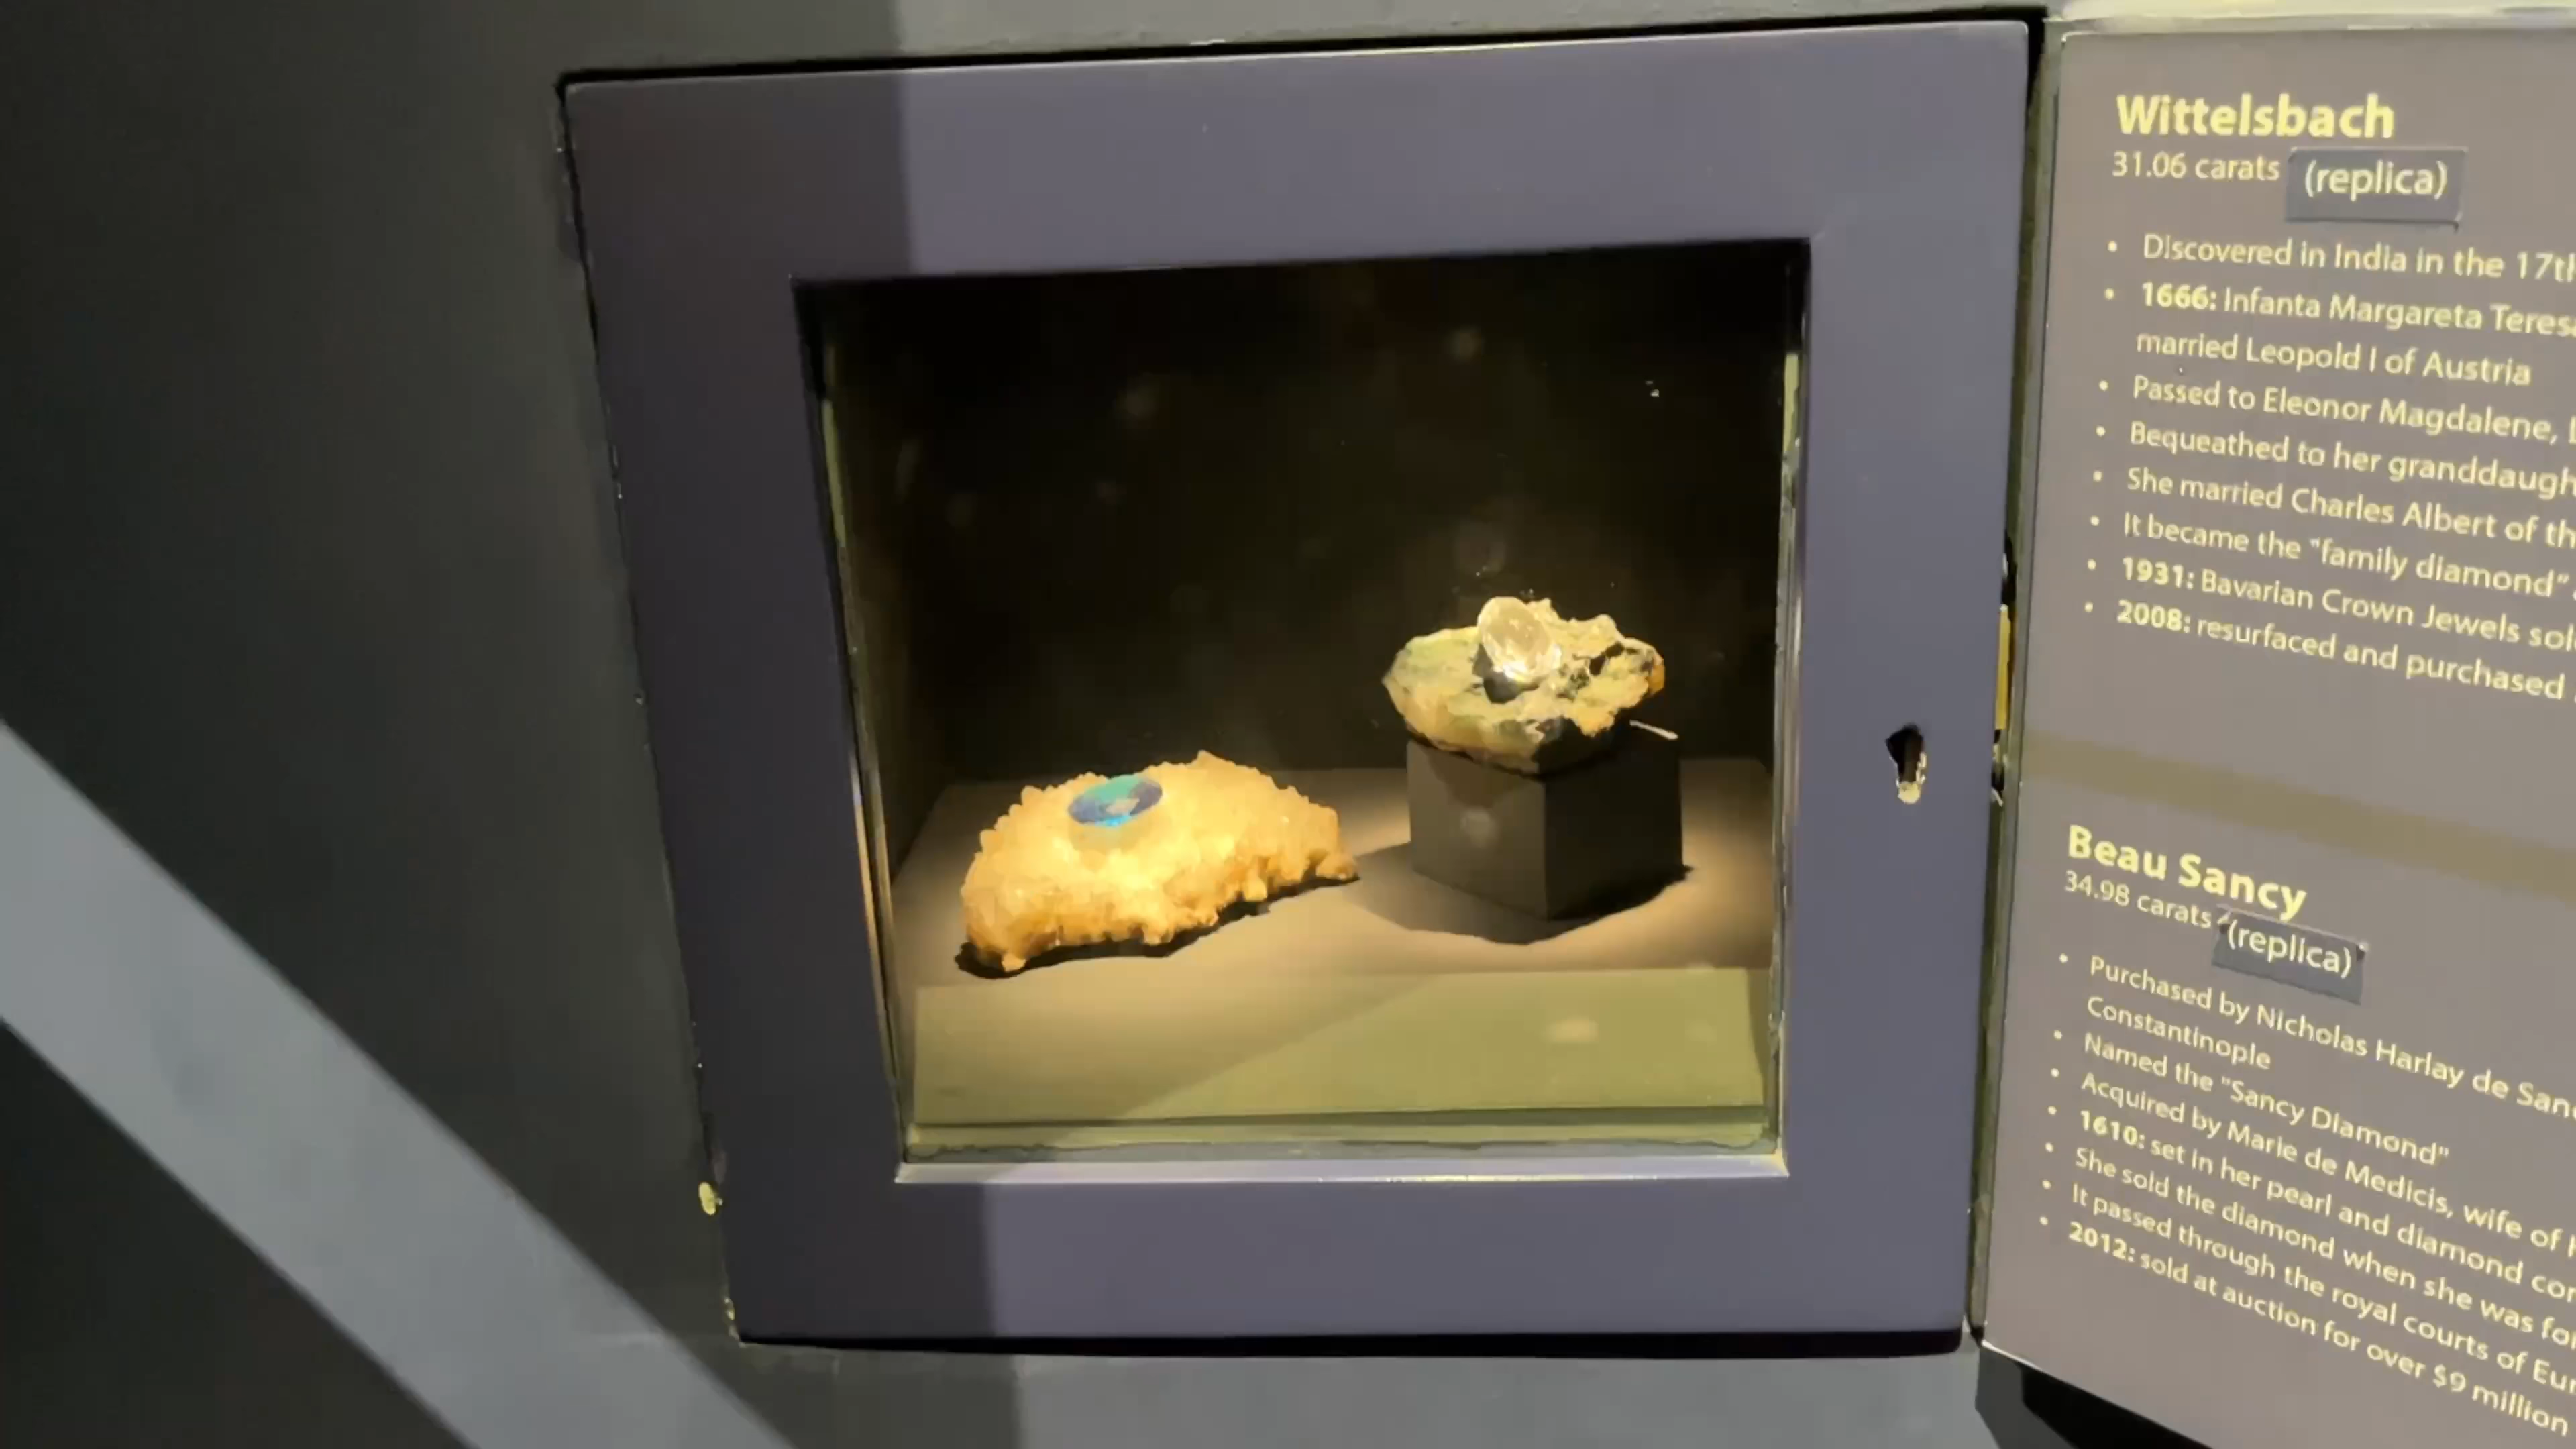 Wittelsbach
31.06 carats (replica)
• Discovered in India in the 17th
• 1666: Infanta Margareta
married Leopold I of Austria
• Passed to Eleonor Magdalene,
• Bequeathed to her
• She married Charles Albert of
• It became the "family diamond"
• 1931: Bavarian Crown Jewels
• 2008: resurfaced and purchased
Beau Sancy
34.98 carats (replica)
• Purchased by Nicholas Harlay de
Constantinople
• Named the "Sancy Diamond"
• Acquired by Marie de Medicis, wife of
• 1610: set in her pearl and diamond
• She sold the diamond when she was
• It passed through the royal courts of
• 2012: sold at auction for over $9 million